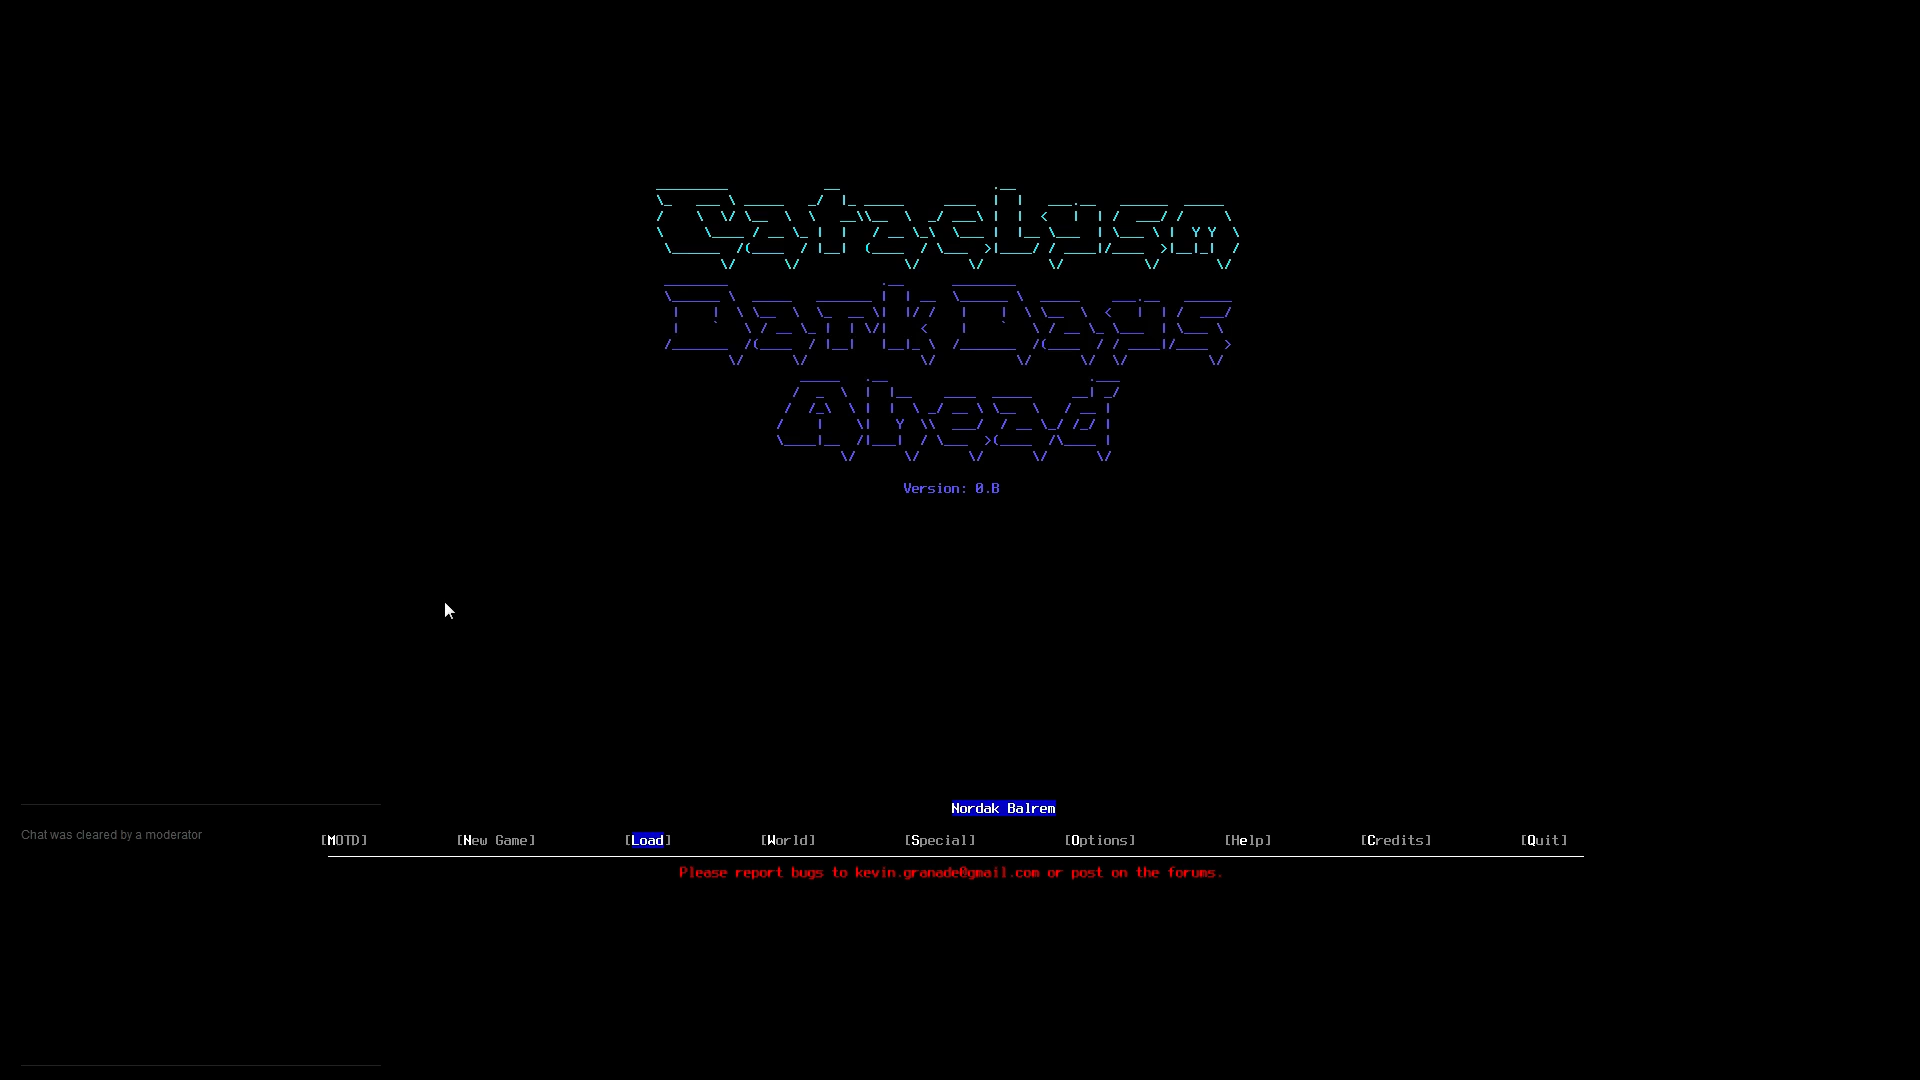 Cataclysm
Dark Days
Ahead
Version: 0.B
Nordak Balrem
Chat was cleared by a moderator
[MOTD] [New Game] [Load] [World] [Special] [Options] [Help] [Credits] [Quit]
Please report bugs to kevin.granade@gmail.com or post on the forums.